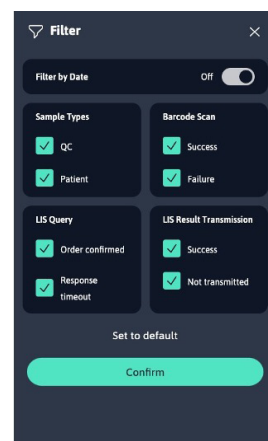 Filter
Filter by Date Off
Sample Types
QC
Patient
Barcode Scan
Success
Failure
LIS Query
Order confirmed
Response
timeout
LIS Result Transmission
Success
Not transmitted
Set to default
Confirm